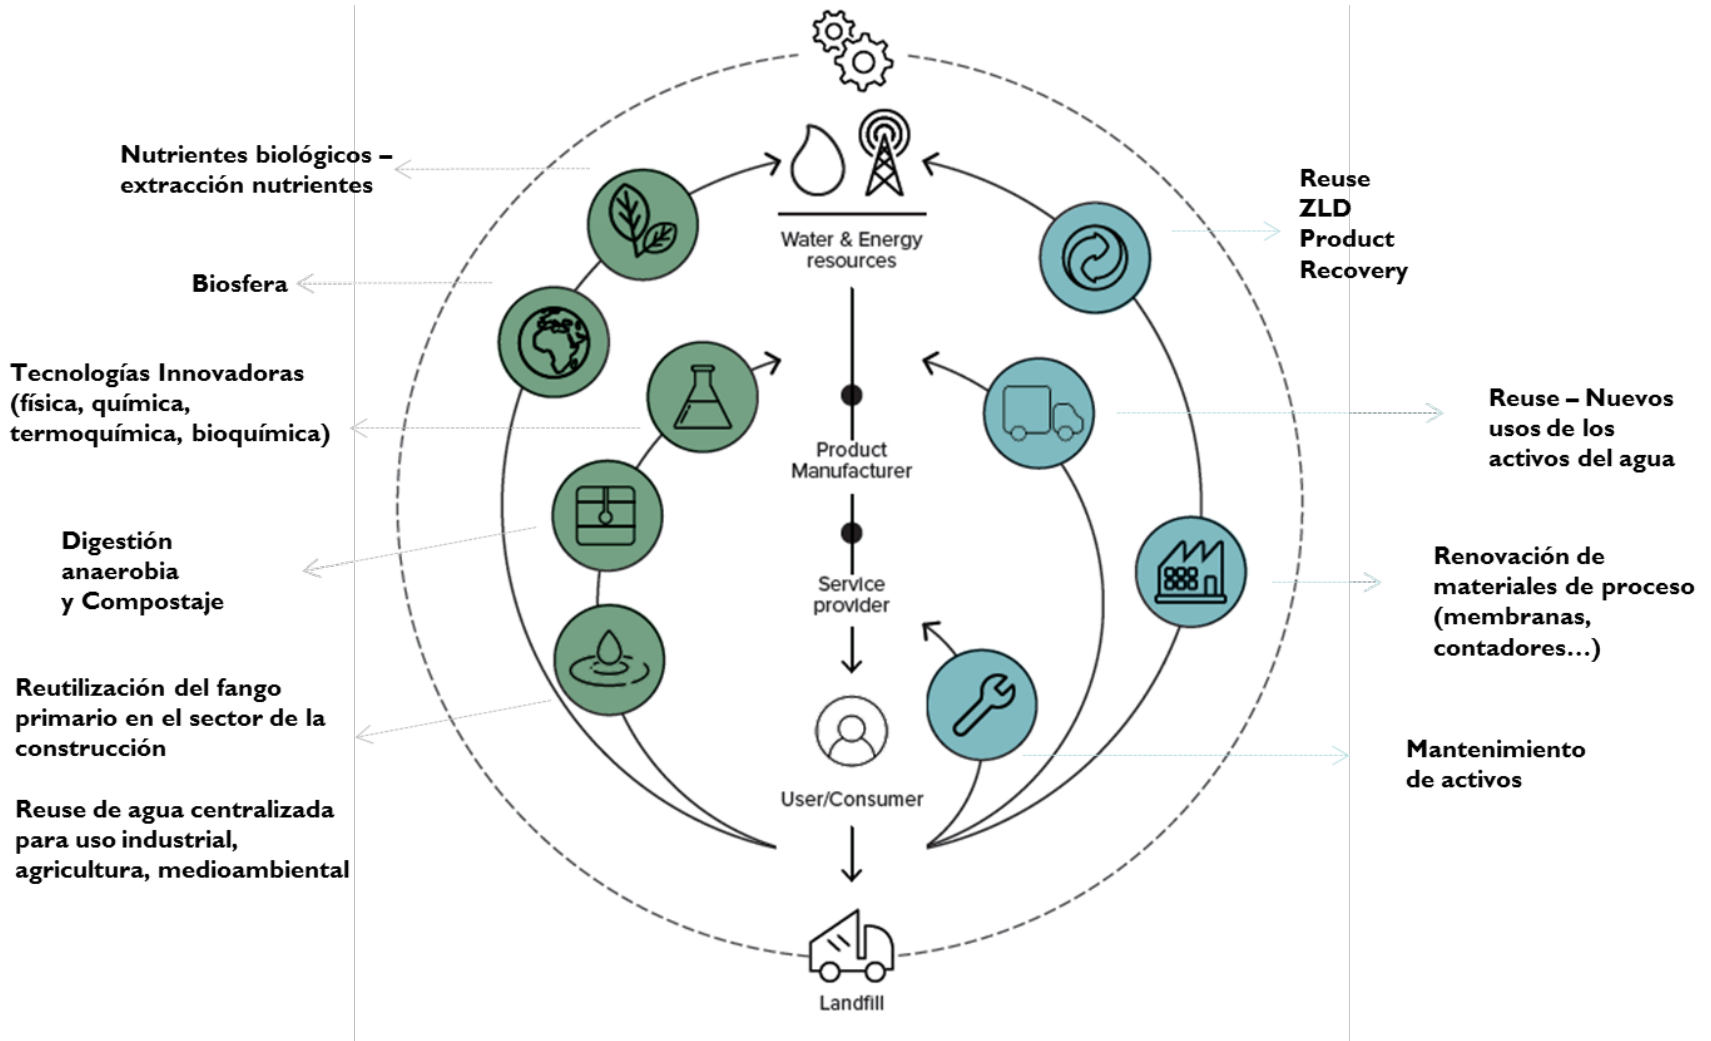 Nutrientes biológicos –
extracción nutrientes
Biosfera
Tecnologías Innovadoras
(física, química,
termoquímica, bioquímica)
Digestión
anaerobia
y Compostaje
Reutilización del fango
primario en el sector de la
construcción
Reuse de agua centralizada
para uso industrial,
agricultura, medioambiental
Water & Energy
resources
Product
Manufacturer
Service
provider
User/Consumer
Landfill
Reuse
ZLD
Product
Recovery
Reuse – Nuevos
usos de los
activos del agua
Renovación de
materiales de proceso
(membranas,
contadores...)
Mantenimiento
de activos